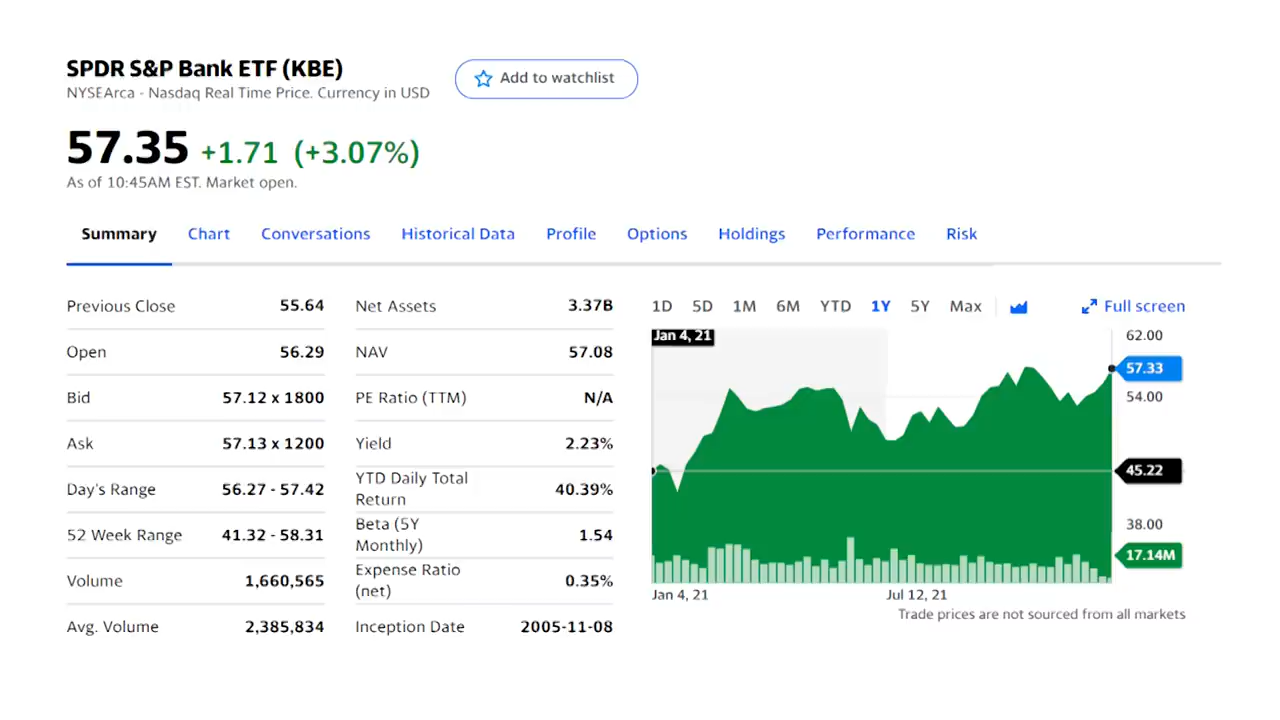 SPDR S&P Bank ETF (KBE)
NYSEArca - Nasdaq Real Time Price. Currency in USD
Add to watchlist
57.35 +1.71 (+3.07%)
As of 10:45AM EST. Market open.
Summary Chart Conversations Historical Data Profile Options Holdings Performance Risk
Previous Close 55.64
Open 56.29
Bid 57.12 x 1800
Ask 57.13 x 1200
Day's Range 56.27 - 57.42
52 Week Range 41.32 - 58.31
Volume 1,660,565
Avg. Volume 2,385,834
Net Assets 3.37B
NAV 57.08
PE Ratio (TTM) N/A
Yield 2.23%
YTD Daily Total
Return 40.39%
Beta (5Y
Monthly) 1.54
Expense Ratio
(net) 0.35%
Inception Date 2005-11-08
1D 5D 1M 6M YTD 1Y 5Y Max Full screen
Jan 4, 21
62.00
57.33
54.00
45.22
38.00
17.14M
Jan 4, 21 Jul 12, 21
Trade prices are not sourced from all markets